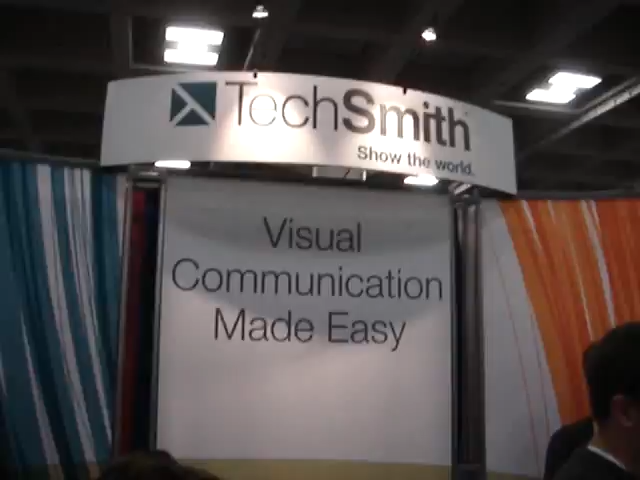 TechSmith
Show the world.
Visual
Communication
Made Easy